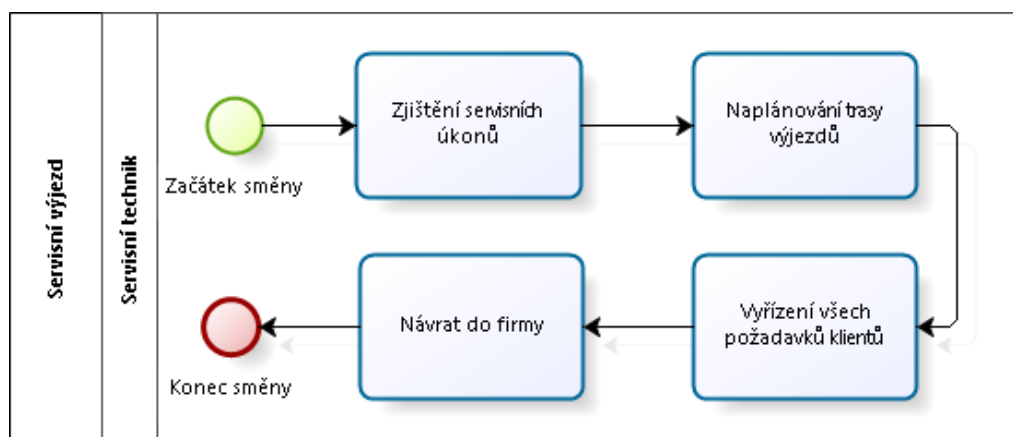 Servisní výjezd
Servisní technik
Začátek směny
Zjištění servisních
úkonů
Naplánování trasy
výjezdů
Vyřízení všech
požadavků klientů
Návrat do firmy
Konec směny